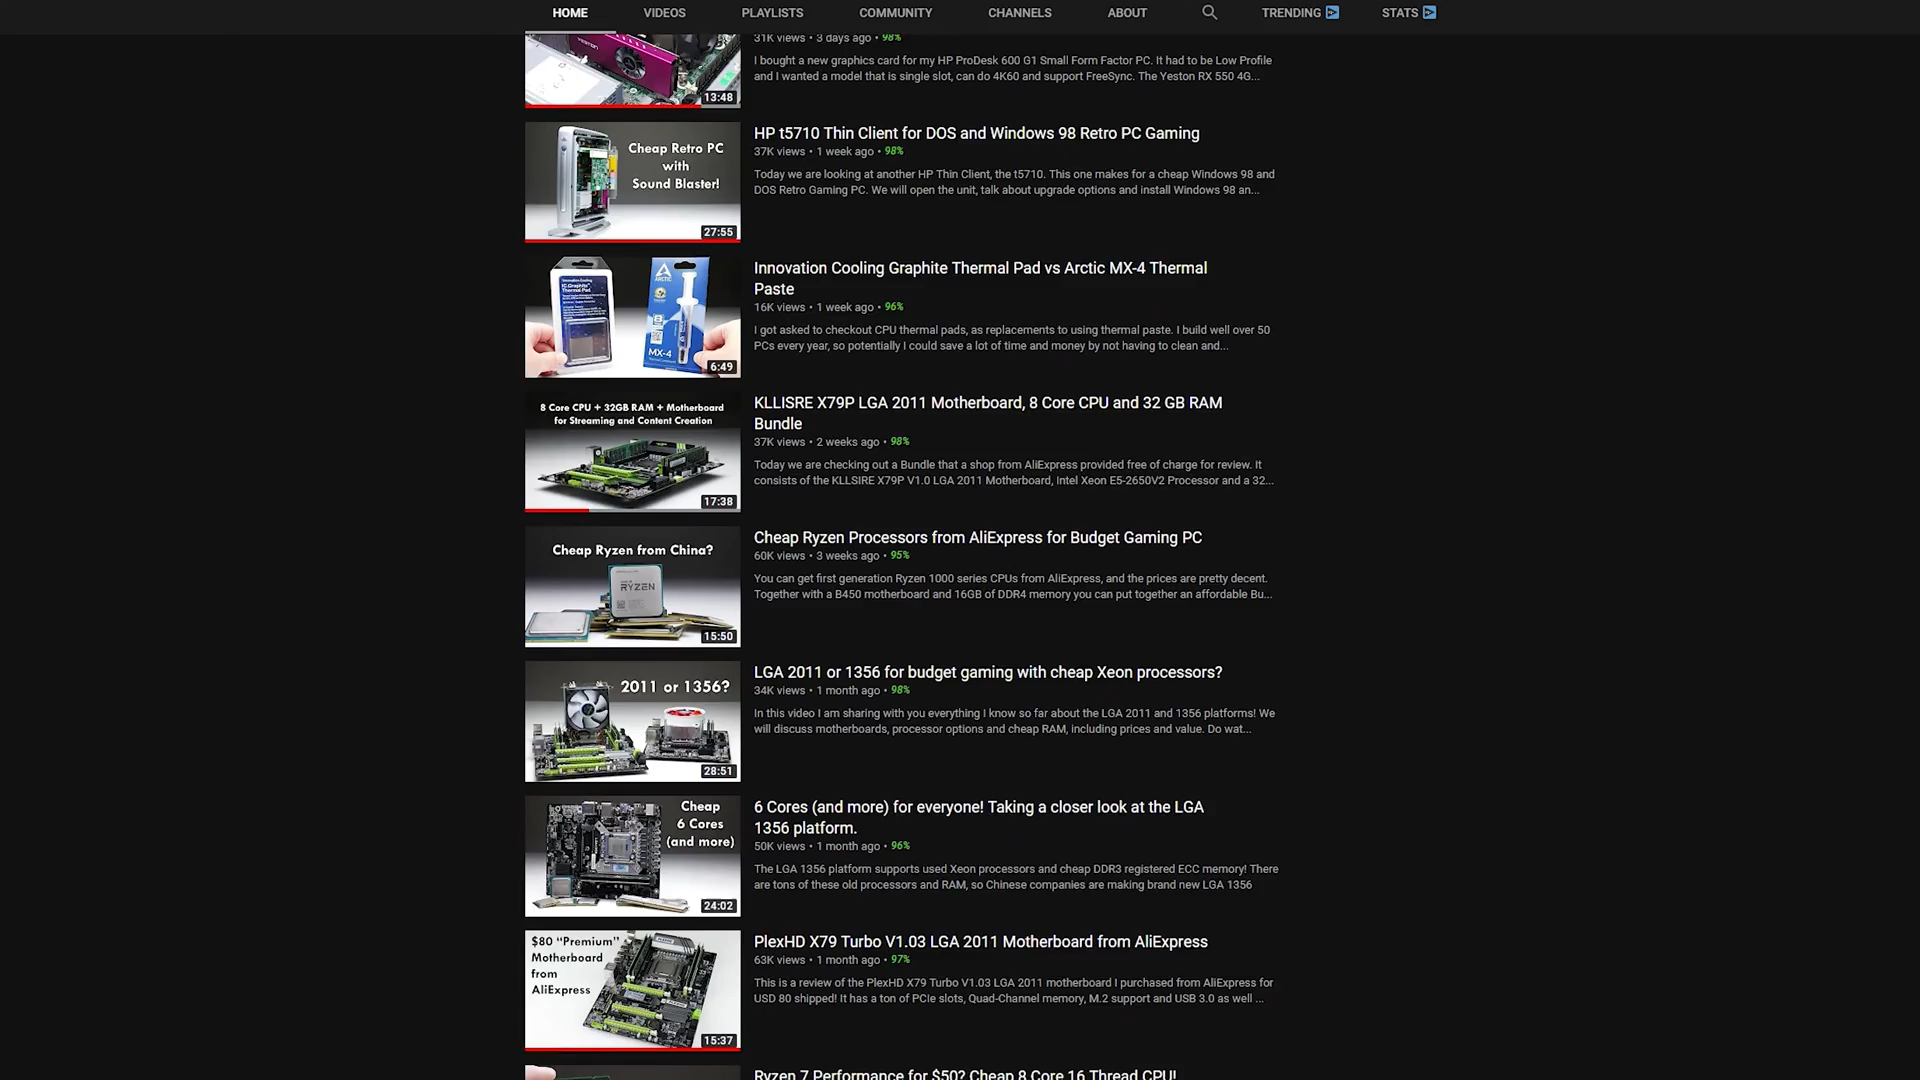 HOME VIDEOS PLAYLISTS COMMUNITY CHANNELS ABOUT TRENDING STATS
31K views • 3 days ago • 98%
I bought a new graphics card for my HP ProDesk 600 G1 Small Form Factor PC. It had to be Low Profile
and I wanted a model that is single slot, can do 4K60 and support FreeSync. The Yeston RX 550 4G...
YESTON
13:48
Cheap Retro PC
with
Sound Blaster!
27:55
HP t5710 Thin Client for DOS and Windows 98 Retro PC Gaming
37K views • 1 week ago • 98%
Today we are looking at another HP Thin Client, the t5710. This one makes for a cheap Windows 98 and
DOS Retro Gaming PC. We will open the unit, talk about upgrade options and install Windows 98 an...
IC Graphite
Thermal Pad
ARCTIC
MX-4
6:49
Innovation Cooling Graphite Thermal Pad vs Arctic MX-4 Thermal
Paste
16K views • 1 week ago • 96%
I got asked to checkout CPU thermal pads, as replacements to using thermal paste. I build well over 50
PCs every year, so potentially I could save a lot of time and money by not having to clean and...
8 Core CPU + 32GB RAM + Motherboard
for Streaming and Content Creation
17:38
KLLISRE X79P LGA 2011 Motherboard, 8 Core CPU and 32 GB RAM
Bundle
37K views • 2 weeks ago • 98%
Today we are checking out a Bundle that a shop from AliExpress provided free of charge for review. It
consists of the KLLSIRE X79P V1.0 LGA 2011 Motherboard, Intel Xeon E5-2650V2 Processor and a 32...
Cheap Ryzen from China?
RYZEN
15:50
Cheap Ryzen Processors from AliExpress for Budget Gaming PC
60K views • 3 weeks ago • 95%
You can get first generation Ryzen 1000 series CPUs from AliExpress, and the prices are pretty decent.
Together with a B450 motherboard and 16GB of DDR4 memory you can put together an affordable Bu...
2011 or 1356?
28:51
LGA 2011 or 1356 for budget gaming with cheap Xeon processors?
34K views • 1 month ago • 98%
In this video I am sharing with you everything I know so far about the LGA 2011 and 1356 platforms! We
will discuss motherboards, processor options and cheap RAM, including prices and value. Do wat...
Cheap
6 Cores
(and more)
24:02
6 Cores (and more) for everyone! Taking a closer look at the LGA
1356 platform.
50K views • 1 month ago • 96%
The LGA 1356 platform supports used Xeon processors and cheap DDR3 registered ECC memory! There
are tons of these old processors and RAM, so Chinese companies are making brand new LGA 1356
$80 “Premium”
Motherboard
from
AliExpress
15:37
PlexHD X79 Turbo V1.03 LGA 2011 Motherboard from AliExpress
63K views • 1 month ago • 97%
This is a review of the PlexHD X79 Turbo V1.03 LGA 2011 motherboard I purchased from AliExpress for
USD 80 shipped! It has a ton of PCIe slots, Quad-Channel memory, M.2 support and USB 3.0 as well ...
Ryzen 7 Performance for $50? Cheap 8 Core 16 Thread CPU!